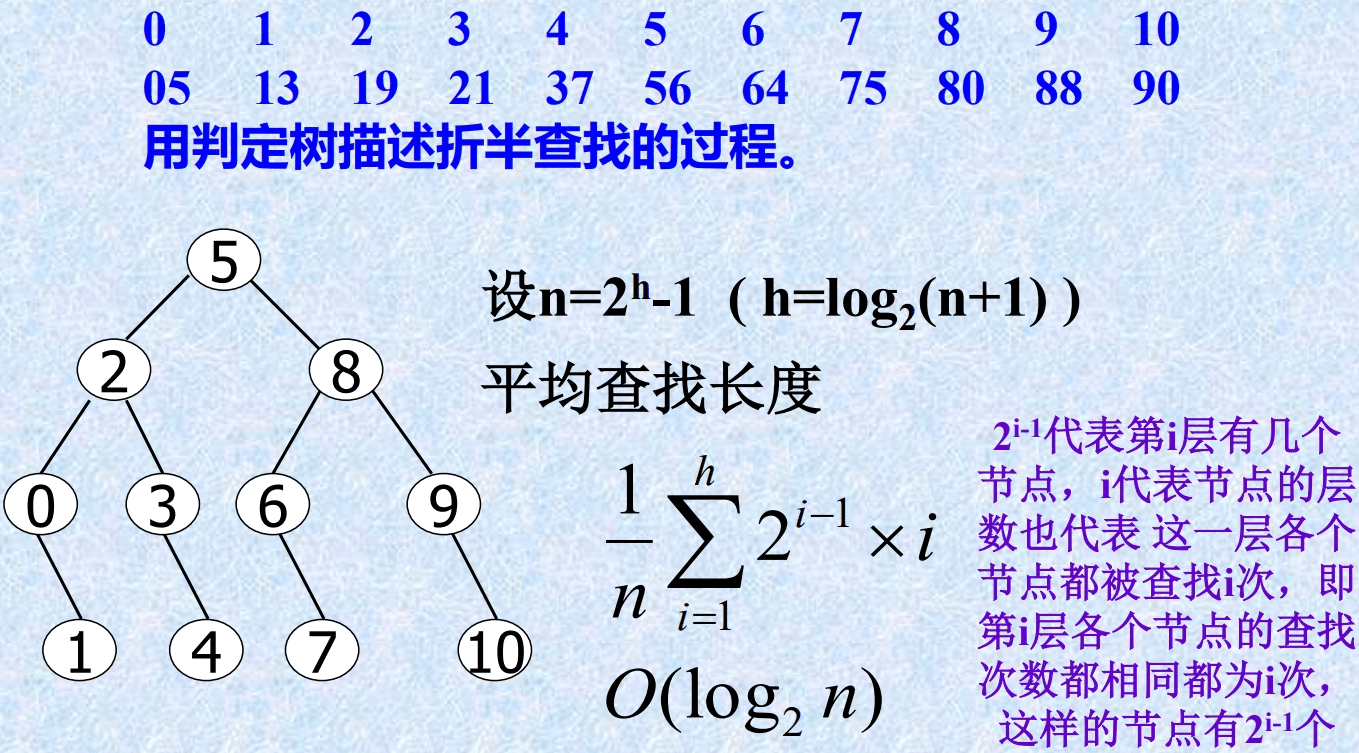 0 1 2 3 4 5 6 7 8 9 10
05 13 19 21 37 56 64 75 80 88 90
用判定树描述折半查找的过程。
5
2 8
0 3 6 9
1 4 7 10
设n=2^h-1 ( h=log₂(n+1) )
平均查找长度
\frac{1}{n} \sum_{i=1}^{h} 2^{i-1} × i
O(log₂ n)
2^{i-1}代表第i层有几个
节点，i代表节点的层
数也代表 这一层各个
节点都被查找i次，即
第i层各个节点的查找
次数都相同都为i次，
这样的节点有2^{i-1}个